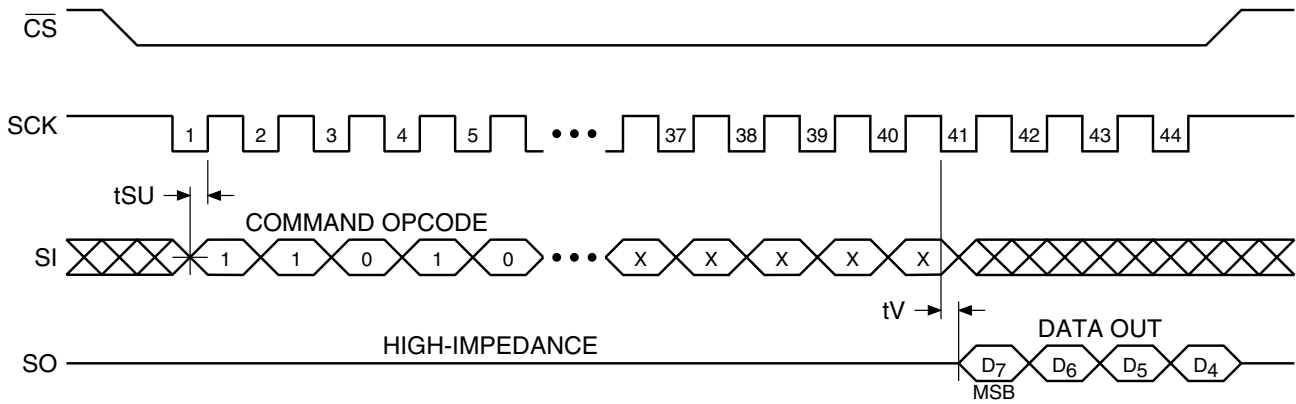 CS
SCK
1 2 3 4 5 ••• 37 38 39 40 41 42 43 44
tSU
COMMAND OPCODE
SI
1 1 0 1 0 ••• X X X X X
tV
HIGH-IMPEDANCE
DATA OUT
SO
D7 D6 D5 D4
MSB